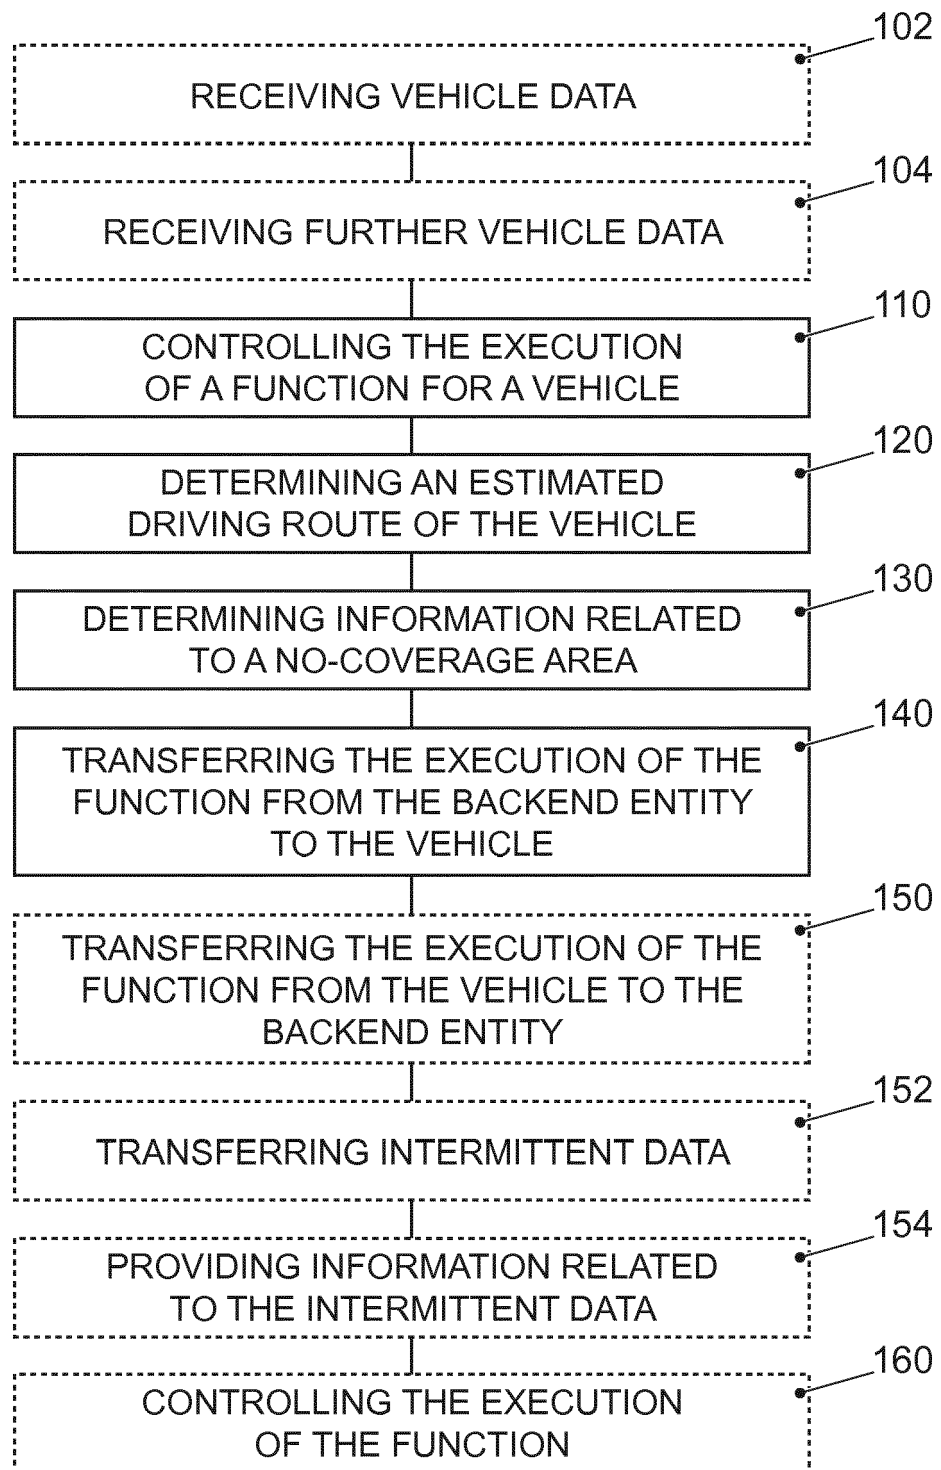 102
RECEIVING VEHICLE DATA
104
RECEIVING FURTHER VEHICLE DATA
110
CONTROLLING THE EXECUTION
OF A FUNCTION FOR A VEHICLE
120
DETERMINING AN ESTIMATED
DRIVING ROUTE OF THE VEHICLE
130
DETERMINING INFORMATION RELATED
TO A NO-COVERAGE AREA
140
TRANSFERRING THE EXECUTION OF THE
FUNCTION FROM THE BACKEND ENTITY
TO THE VEHICLE
150
TRANSFERRING THE EXECUTION OF THE
FUNCTION FROM THE VEHICLE TO THE
BACKEND ENTITY
152
TRANSFERRING INTERMITTENT DATA
154
PROVIDING INFORMATION RELATED
TO THE INTERMITTENT DATA
160
CONTROLLING THE EXECUTION
OF THE FUNCTION